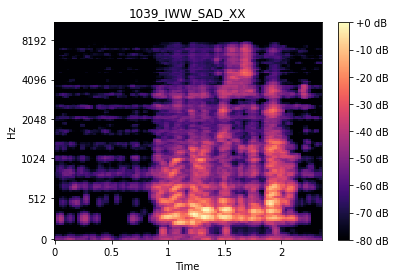 1039_IWW_SAD_XX
8192
4096
2048
1024
512
0
Hz
0
0.5
1
1.5
2
Time
+0 dB
-10 dB
-20 dB
-30 dB
-40 dB
-50 dB
-60 dB
-70 dB
-80 dB